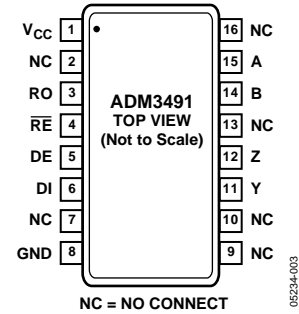 VCC 1
NC 2
RO 3
RE 4
DE 5
DI 6
NC 7
GND 8
ADM3491
TOP VIEW
(Not to Scale)
16 NC
15 A
14 B
13 NC
12 Z
11 Y
10 NC
9 NC
NC = NO CONNECT
05234-003